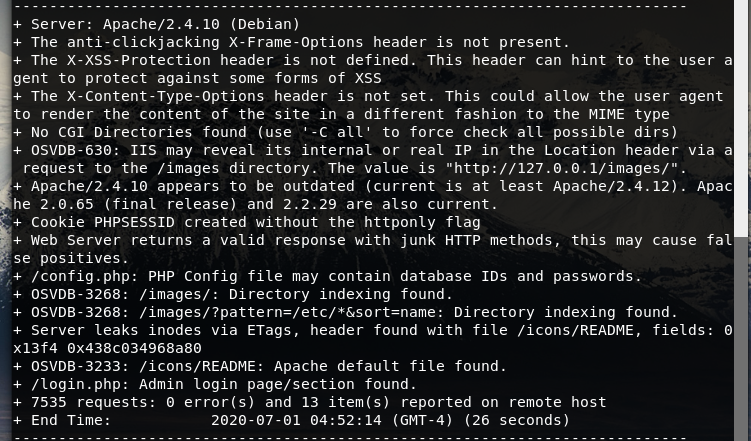 ---------------------------------------------------------------------------
+ Server: Apache/2.4.10 (Debian)
+ The anti-clickjacking X-Frame-Options header is not present.
+ The X-XSS-Protection header is not defined. This header can hint to the user a
gent to protect against some forms of XSS
+ The X-Content-Type-Options header is not set. This could allow the user agent
to render the content of the site in a different fashion to the MIME type
+ No CGI Directories found (use '-C all' to force check all possible dirs)
+ OSVDB-630: IIS may reveal its internal or real IP in the Location header via a
 request to the /images directory. The value is "http://127.0.0.1/images/".
+ Apache/2.4.10 appears to be outdated (current is at least Apache/2.4.12). Apac
he 2.0.65 (final release) and 2.2.29 are also current.
+ Cookie PHPSESSID created without the httponly flag
+ Web Server returns a valid response with junk HTTP methods, this may cause fal
se positives.
+ /config.php: PHP Config file may contain database IDs and passwords.
+ OSVDB-3268: /images/: Directory indexing found.
+ OSVDB-3268: /images/?pattern=/etc/*&sort=name: Directory indexing found.
+ Server leaks inodes via ETags, header found with file /icons/README, fields: 0
x13f4 0x438c034968a80
+ OSVDB-3233: /icons/README: Apache default file found.
+ /login.php: Admin login page/section found.
+ 7535 requests: 0 error(s) and 13 item(s) reported on remote host
+ End Time:           2020-07-01 04:52:14 (GMT-4) (26 seconds)
---------------------------------------------------------------------------